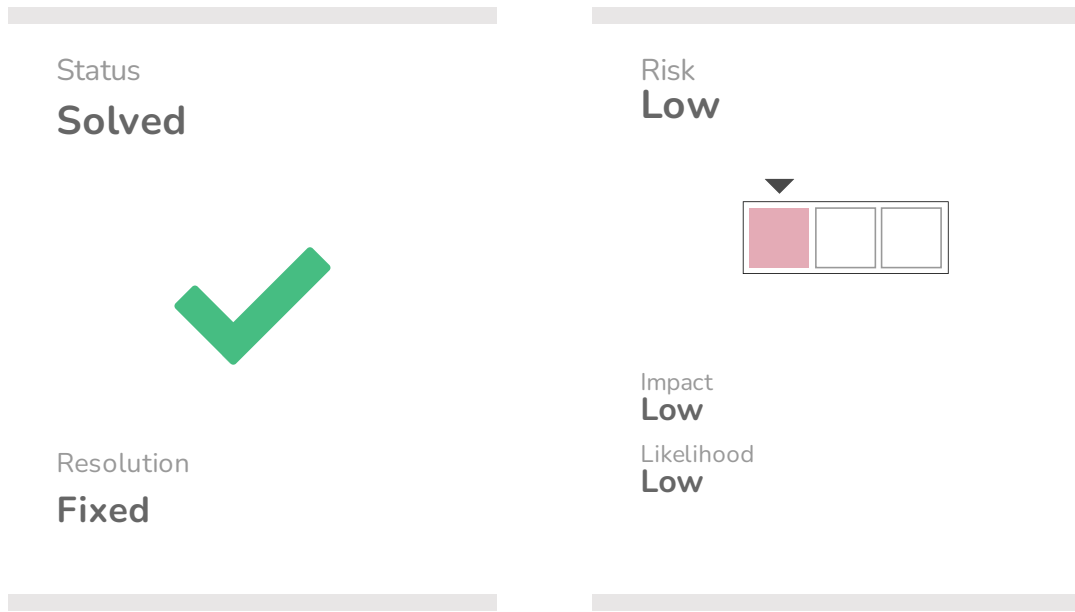 Status
Solved
Resolution
Fixed
Risk
Low
Impact
Low
Likelihood
Low